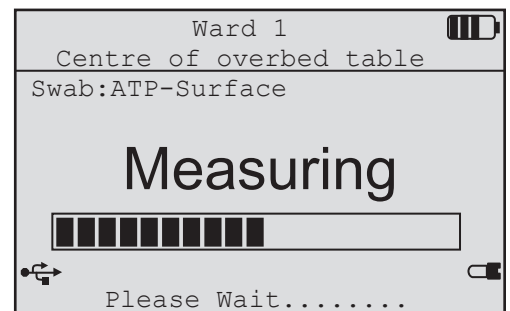 Ward 1
Centre of overbed table
Swab:ATP-Surface
Measuring
Please Wait........